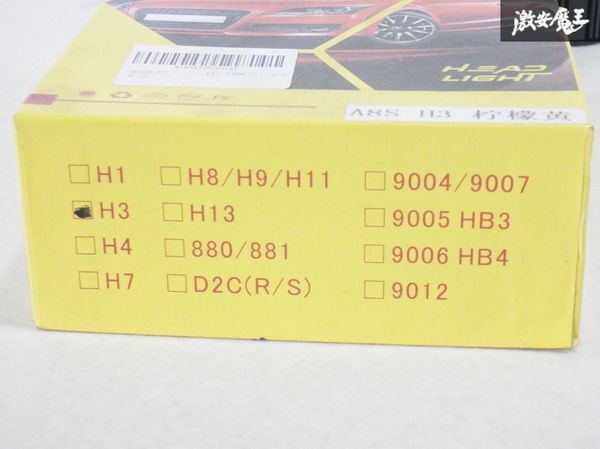 激安魔王
HEAD
LIGHT
A8S H3 柠檬黄
H1 H8/H9/H11 9004/9007
H3 H13 9005 HB3
H4 880/881 9006 HB4
H7 D2C(R/S) 9012